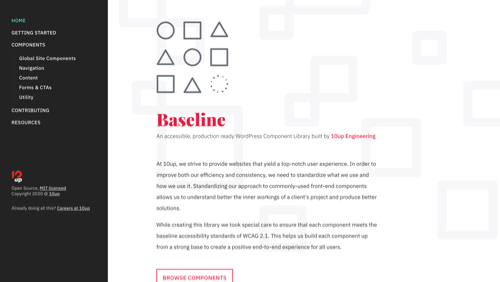 HOME
GETTING STARTED
COMPONENTS
Global Site Components
Navigation
Content
Forms & CTAs
Utility
CONTRIBUTING
RESOURCES
10up
Open Source, MIT licensed
Copyright 2020 @ 10up
Already doing all this? Careers at 10up
Baseline
An accessible, production ready WordPress Component Library built by 10up Engineering
At 10up, we strive to provide websites that yield a top-notch user experience. In order to
improve both our efficiency and consistency, we need to standardize what we use and
how we use it. Standardizing our approach to commonly-used front-end components
allows us to understand better the inner workings of a client's project and produce better
solutions.
While creating this library we took special care to ensure that each component meets the
baseline accessibility standards of WCAG 2.1. This helps us build each component up
from a strong base to create a positive end-to-end experience for all users.
BROWSE COMPONENTS